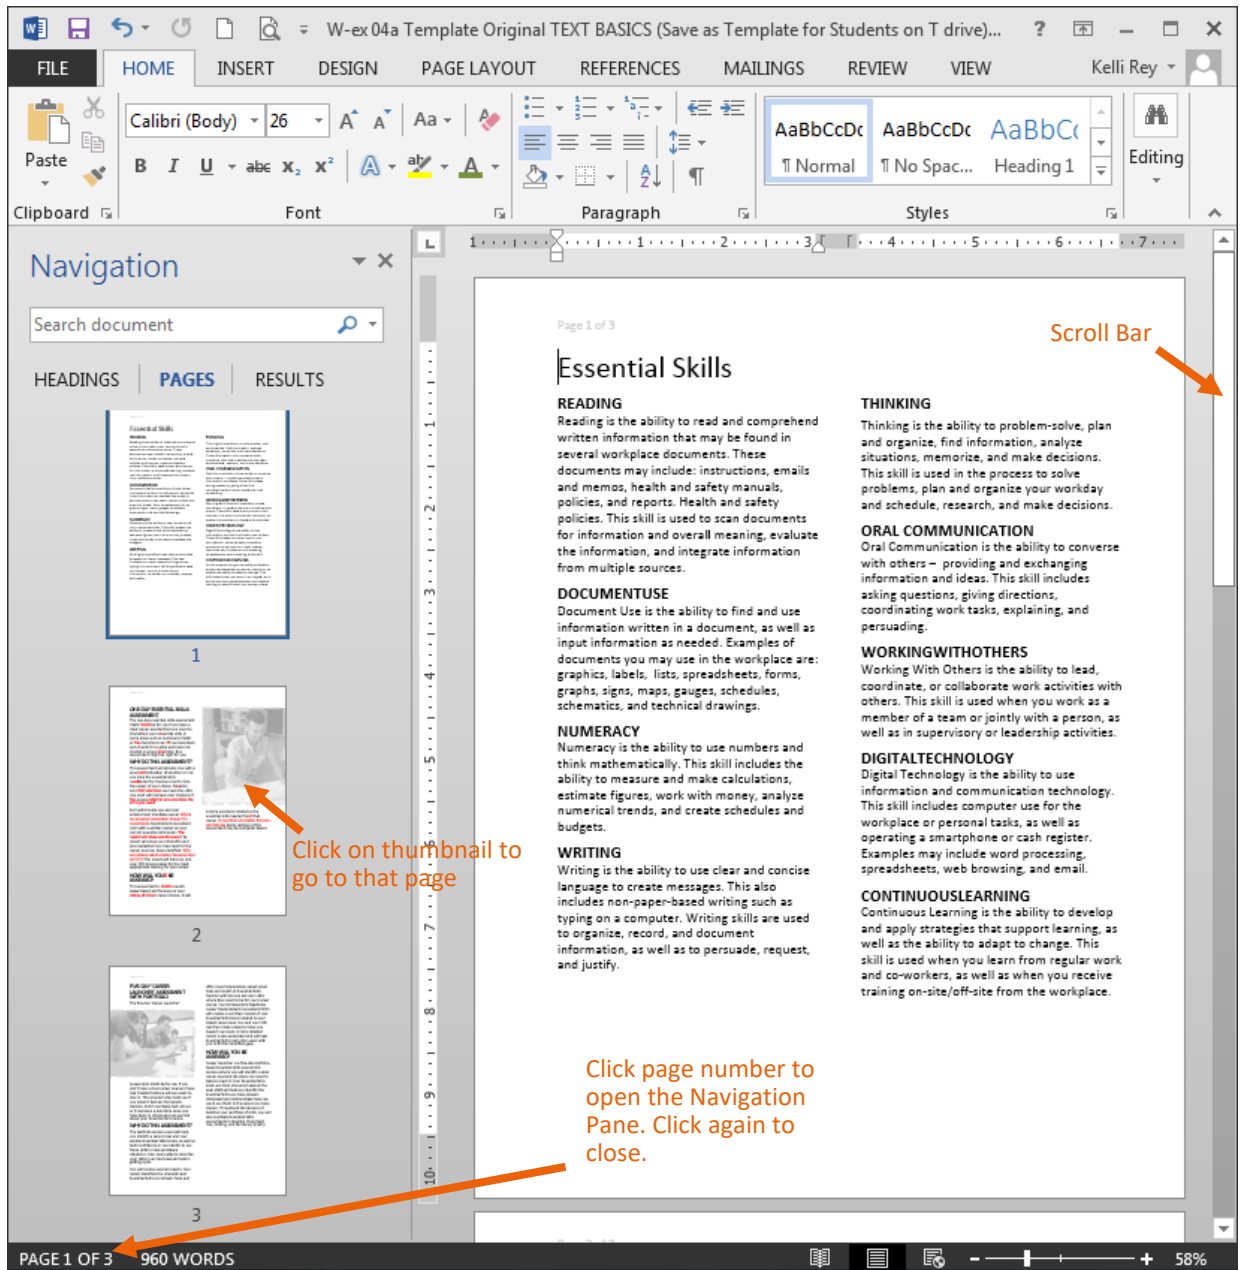 W-ex 04a Template Original TEXT BASICS (Save as Template for Students on T drive)...
?
FILE HOME INSERT DESIGN PAGE LAYOUT REFERENCES MAILINGS REVIEW VIEW Kelli Rey
Calibri (Body) 26 A A Aa
Paste
B I U abc X₂ X² A aby A
AaBbCcDc AaBbCcDc AaBbCc
¶ Normal ¶ No Spac... Heading 1
Editing
Clipboard Font Paragraph Styles
Navigation
Search document
HEADINGS PAGES RESULTS
1
2
3
Click on thumbnail to
go to that page
Page 1 of 3
Essential Skills
READING
Reading is the ability to read and comprehend
written information that may be found in
several workplace documents. These
documents may include: instructions, emails
and memos, health and safety manuals,
policies, and reports. Health and safety
policies. This skill is used to scan documents
for information and overall meaning, evaluate
the information, and integrate information
from multiple sources.
DOCUMENTUSE
Document Use is the ability to find and use
information written in a document, as well as
input information as needed. Examples of
documents you may use in the workplace are:
graphics, labels, lists, spreadsheets, forms,
graphs, signs, maps, gauges, schedules,
schematics, and technical drawings.
NUMERACY
Numeracy is the ability to use numbers and
think mathematically. This skill includes the
ability to measure and make calculations,
estimate figures, work with money, analyze
numerical trends, and create schedules and
budgets.
WRITING
Writing is the ability to use clear and concise
language to create messages. This also
includes non-paper-based writing such as
typing on a computer. Writing skills are used
to organize, record, and document
information, as well as to persuade, request,
and justify.
THINKING
Thinking is the ability to problem-solve, plan
and organize, find information, analyze
situations, memorize, and make decisions.
This skill is used in the process to solve
problems, plan and organize your workday
and schedule, research, and make decisions.
ORAL COMMUNICATION
Oral Communication is the ability to converse
with others – providing and exchanging
information and ideas. This skill includes
asking questions, giving directions,
coordinating work tasks, explaining, and
persuading.
WORKINGWITHOTHERS
Working With Others is the ability to lead,
coordinate, or collaborate work activities with
others. This skill is used when you work as a
member of a team or jointly with a person, as
well as in supervisory or leadership activities.
DIGITALTECHNOLOGY
Digital Technology is the ability to use
information and communication technology.
This skill includes computer use for the
workplace or personal tasks, as well as
operating a smartphone or cash register.
Examples may include word processing,
spreadsheets, web browsing, and email.
CONTINUOUSLEARNING
Continuous Learning is the ability to develop
and apply strategies that support learning, as
well as the ability to adapt to change. This
skill is used when you learn from regular work
and co-workers, as well as when you receive
training on-site/off-site from the workplace.
Scroll Bar
Click page number to
open the Navigation
Pane. Click again to
close.
PAGE 1 OF 3 960 WORDS
58%